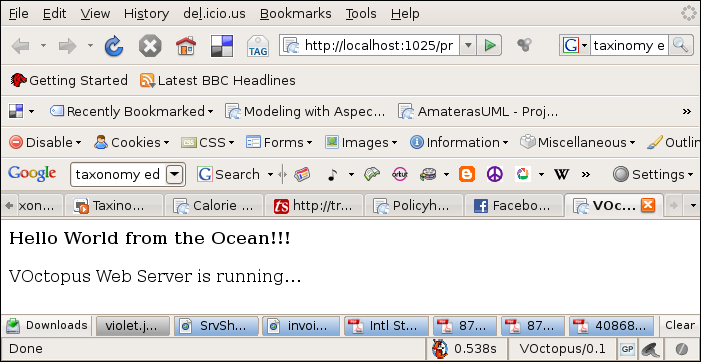 File Edit View History del.icio.us Bookmarks Tools Help
TAG http://localhost:1025/pr G taxinomy e
Getting Started Latest BBC Headlines
Recently Bookmarked Modeling with Aspec... AmaterasUML - Proj... »
Disable Cookies CSS Forms Images Information Miscellaneous Outlin
Google taxonomy ed G Search orkut W » Settings
xon... Taxino... Calorie ... ts http://tr... Policyh... Facebo... VOc...
Hello World from the Ocean!!!
VOctopus Web Server is running...
Downloads violet.j... SrvSh... invoi... Intl St... 87... 87... 40868... Clear
Done 0.538s VOctopus/0.1 GP